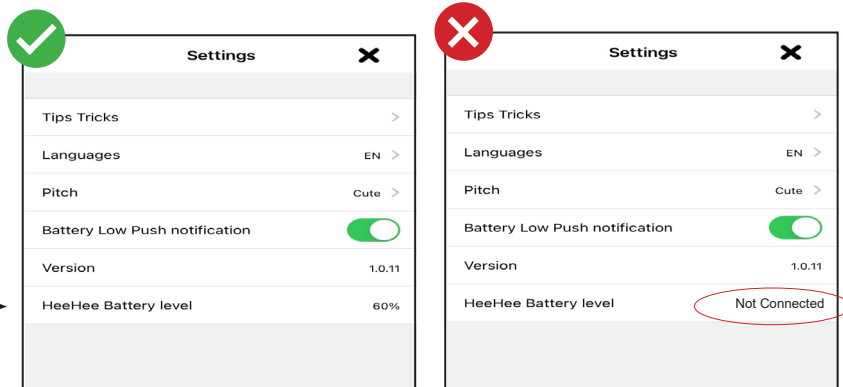 Settings
Tips Tricks
Languages EN
Pitch Cute
Battery Low Push notification
Version 1.0.11
HeeHee Battery level 60%
Settings
Tips Tricks
Languages EN
Pitch Cute
Battery Low Push notification
Version 1.0.11
HeeHee Battery level Not Connected